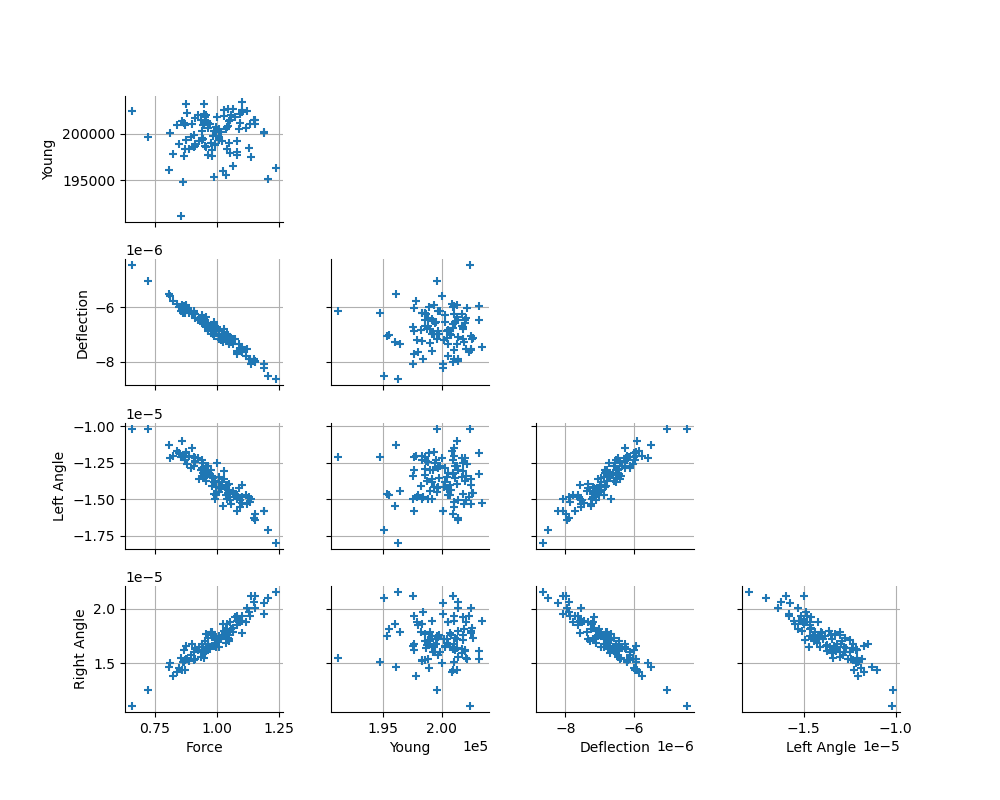 Young
200000
195000
1e−6
Deflection
−6
−8
1e−5
Left Angle
−1.00
−1.25
−1.50
−1.75
1e−5
Right Angle
2.0
1.5
0.75 1.00 1.25
Force
1.95 2.00
Young 1e5
−8 −6
Deflection 1e−6
−1.5 −1.0
Left Angle 1e−5